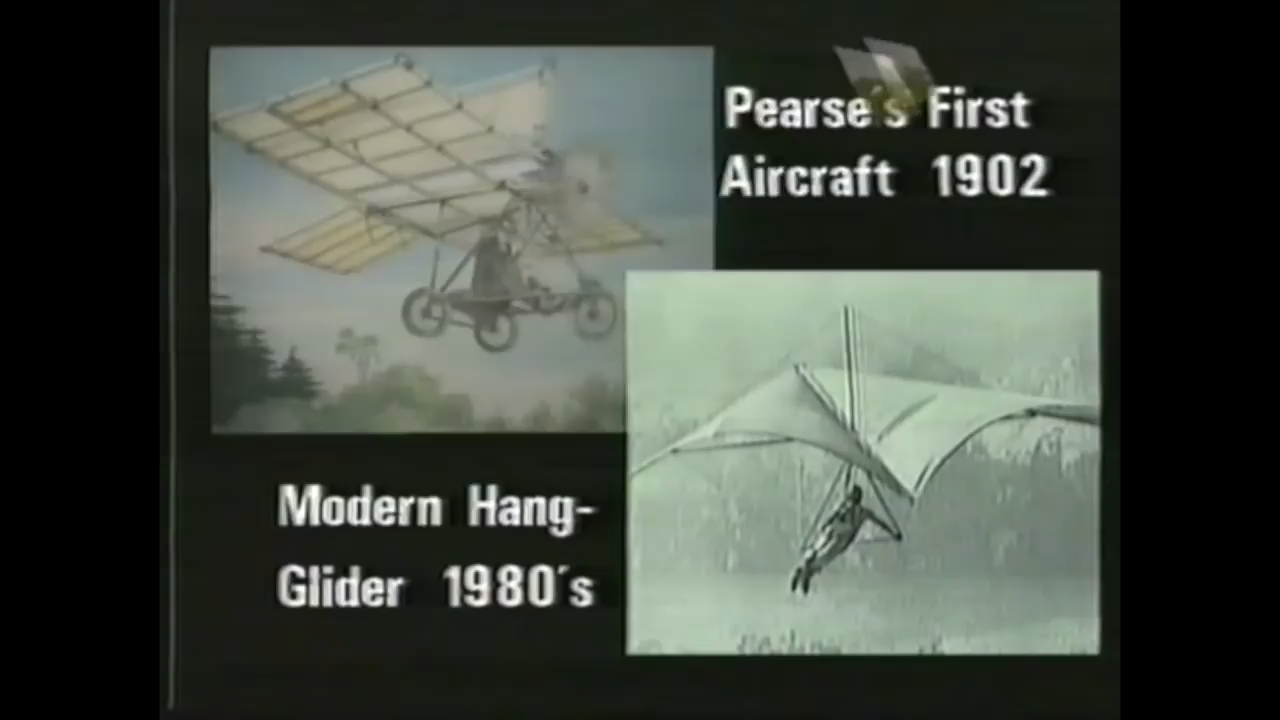 Pearse's First
Aircraft 1902
Modern Hang-
Glider 1980's